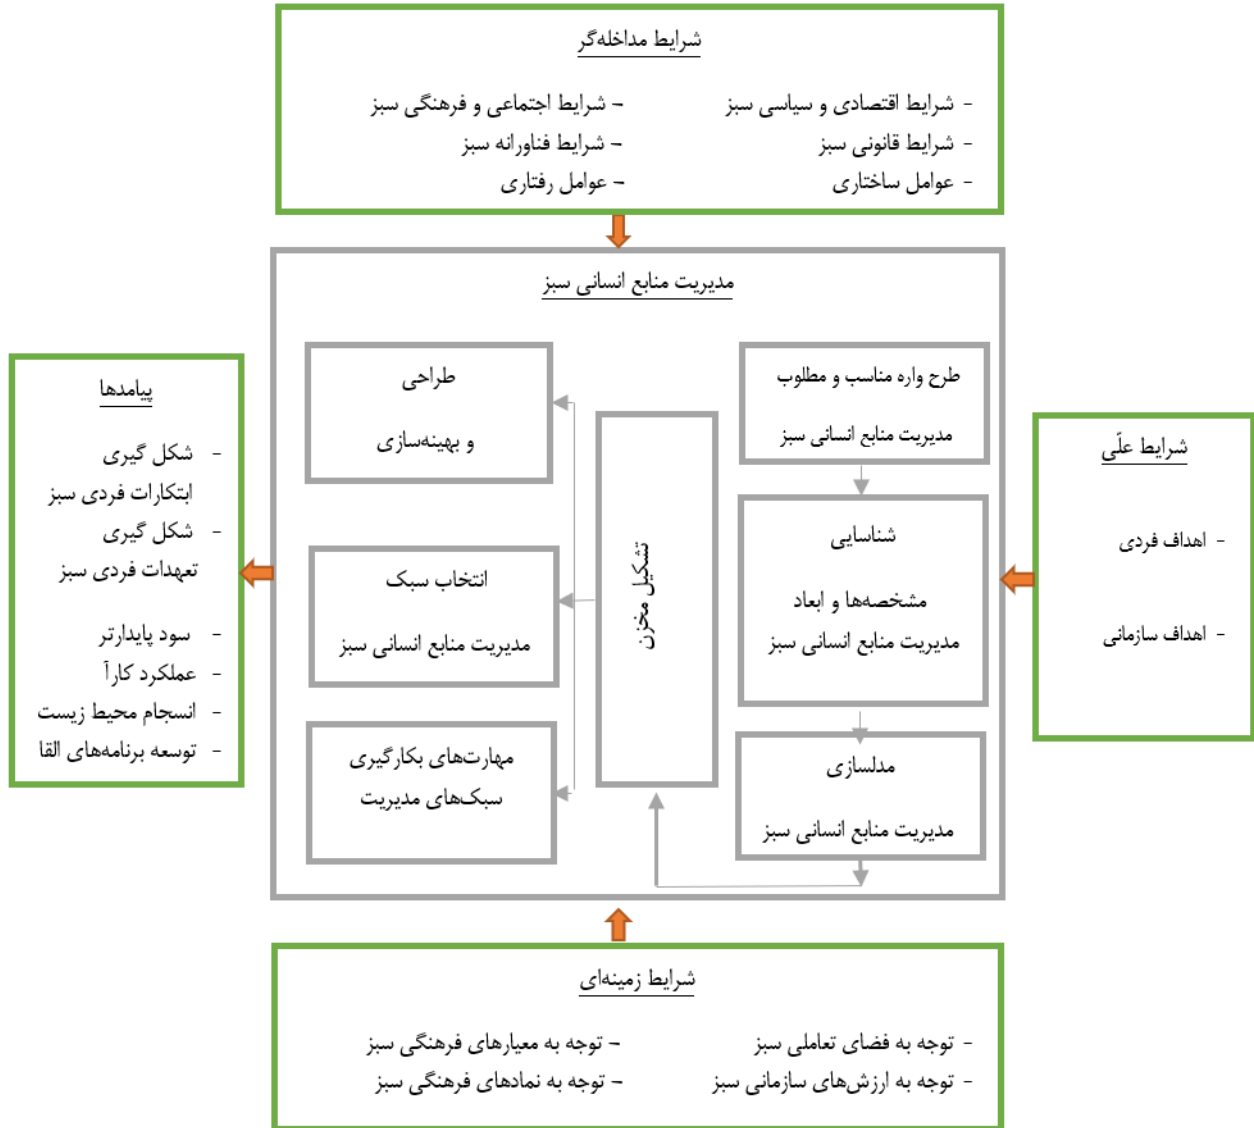 شرایط مداخله‌گر
- شرایط اقتصادی و سیاسی سبز
- شرایط اجتماعی و فرهنگی سبز
- شرایط قانونی سبز
- شرایط فناورانه سبز
- عوامل ساختاری
- عوامل رفتاری
مدیریت منابع انسانی سبز
شرایط علّی
- اهداف فردی
- اهداف سازمانی
طرح واره مناسب و مطلوب
مدیریت منابع انسانی سبز
شناسایی
مشخصه‌ها و ابعاد
مدیریت منابع انسانی سبز
مدلسازی
مدیریت منابع انسانی سبز
تشکیل مخزن
طراحی
و بهینه‌سازی
انتخاب سبک
مدیریت منابع انسانی سبز
مهارت‌های بکارگیری
سبک‌های مدیریت
پیامدها
- شکل گیری
ابتکارات فردی سبز
- شکل گیری
تعهدات فردی سبز
- سود پایدارتر
- عملکرد کارآ
- انسجام محیط زیست
- توسعه برنامه‌های القا
شرایط زمینه‌ای
- توجه به فضای تعاملی سبز
- توجه به معیارهای فرهنگی سبز
- توجه به ارزش‌های سازمانی سبز
- توجه به نمادهای فرهنگی سبز